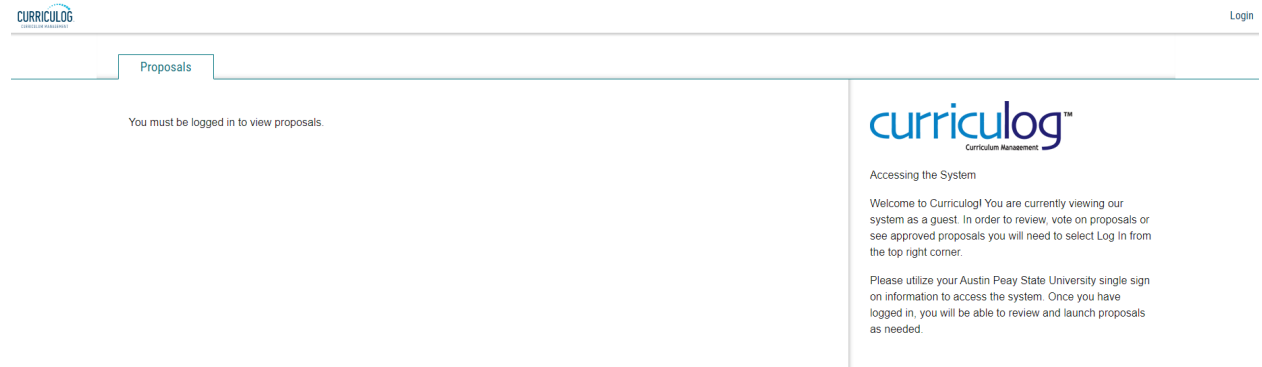 CURRICULOG
CURRICULUM MANAGEMENT
Login
Proposals
You must be logged in to view proposals.
curriculog™
Curriculum Management
Accessing the System
Welcome to Curriculog! You are currently viewing our
system as a guest. In order to review, vote on proposals or
see approved proposals you will need to select Log In from
the top right corner.
Please utilize your Austin Peay State University single sign
on information to access the system. Once you have
logged in, you will be able to review and launch proposals
as needed.